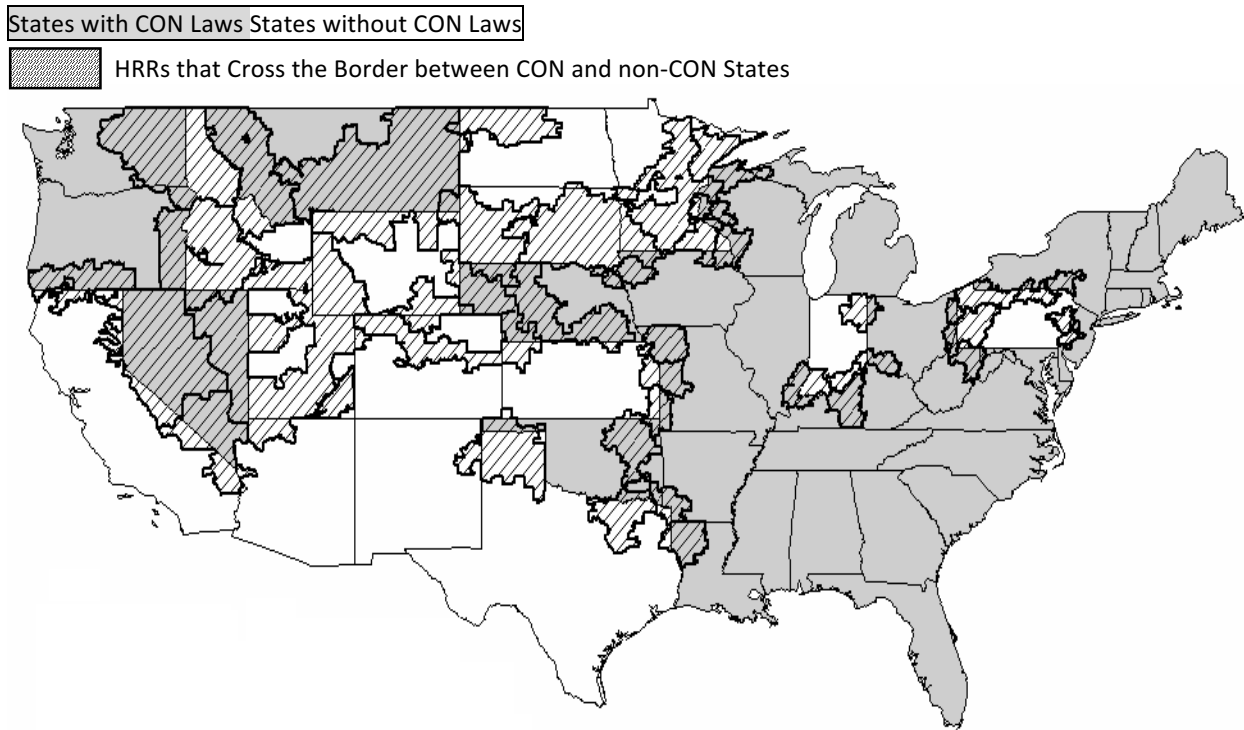 States with CON Laws States without CON Laws
HRRs that Cross the Border between CON and non-CON States